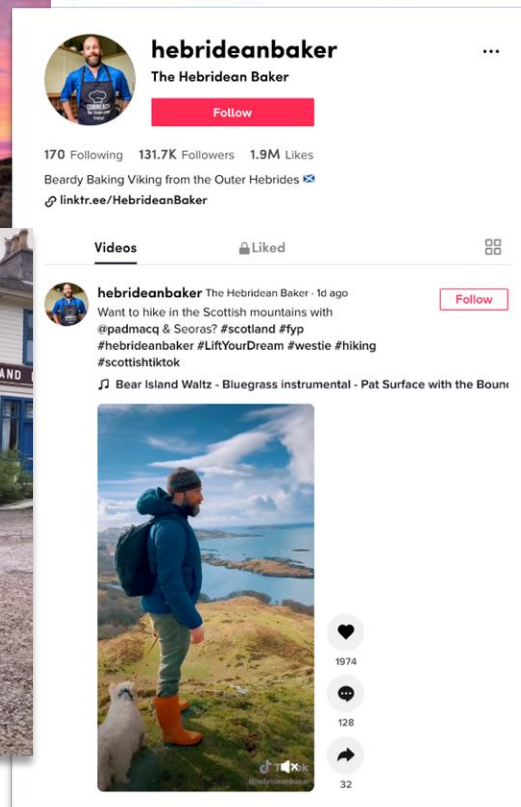 hebrideanbaker
...
The Hebridean Baker
Follow
170 Following 131.7K Followers 1.9M Likes
Beardy Baking Viking from the Outer Hebrides
linktr.ee/HebrideanBaker
Videos
Liked
hebrideanbaker The Hebridean Baker · 1d ago
Follow
Want to hike in the Scottish mountains with
@padmacq & Seoras? #scotland #fyp
#hebrideanbaker #LiftYourDream #westie #hiking
#scottishtiktok
Bear Island Waltz - Bluegrass instrumental - Pat Surface with the Boun
AND
1974
128
32
@hebrideanbaker